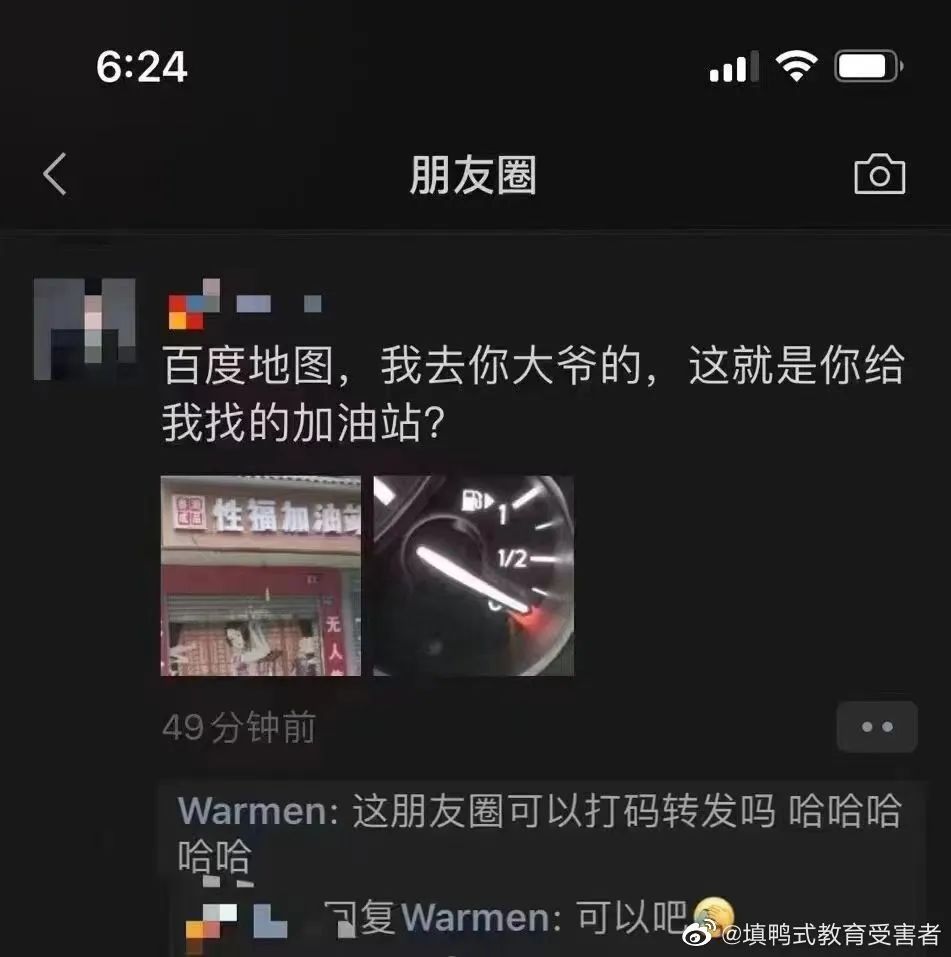 6:24
朋友圈
百度地图，我去你大爷的，这就是你给
我找的加油站？
性福加油站
无
人
1
1/2
49分钟前
Warmen: 这朋友圈可以打码转发吗 哈哈哈
哈哈
回复Warmen: 可以吧
@填鸭式教育受害者